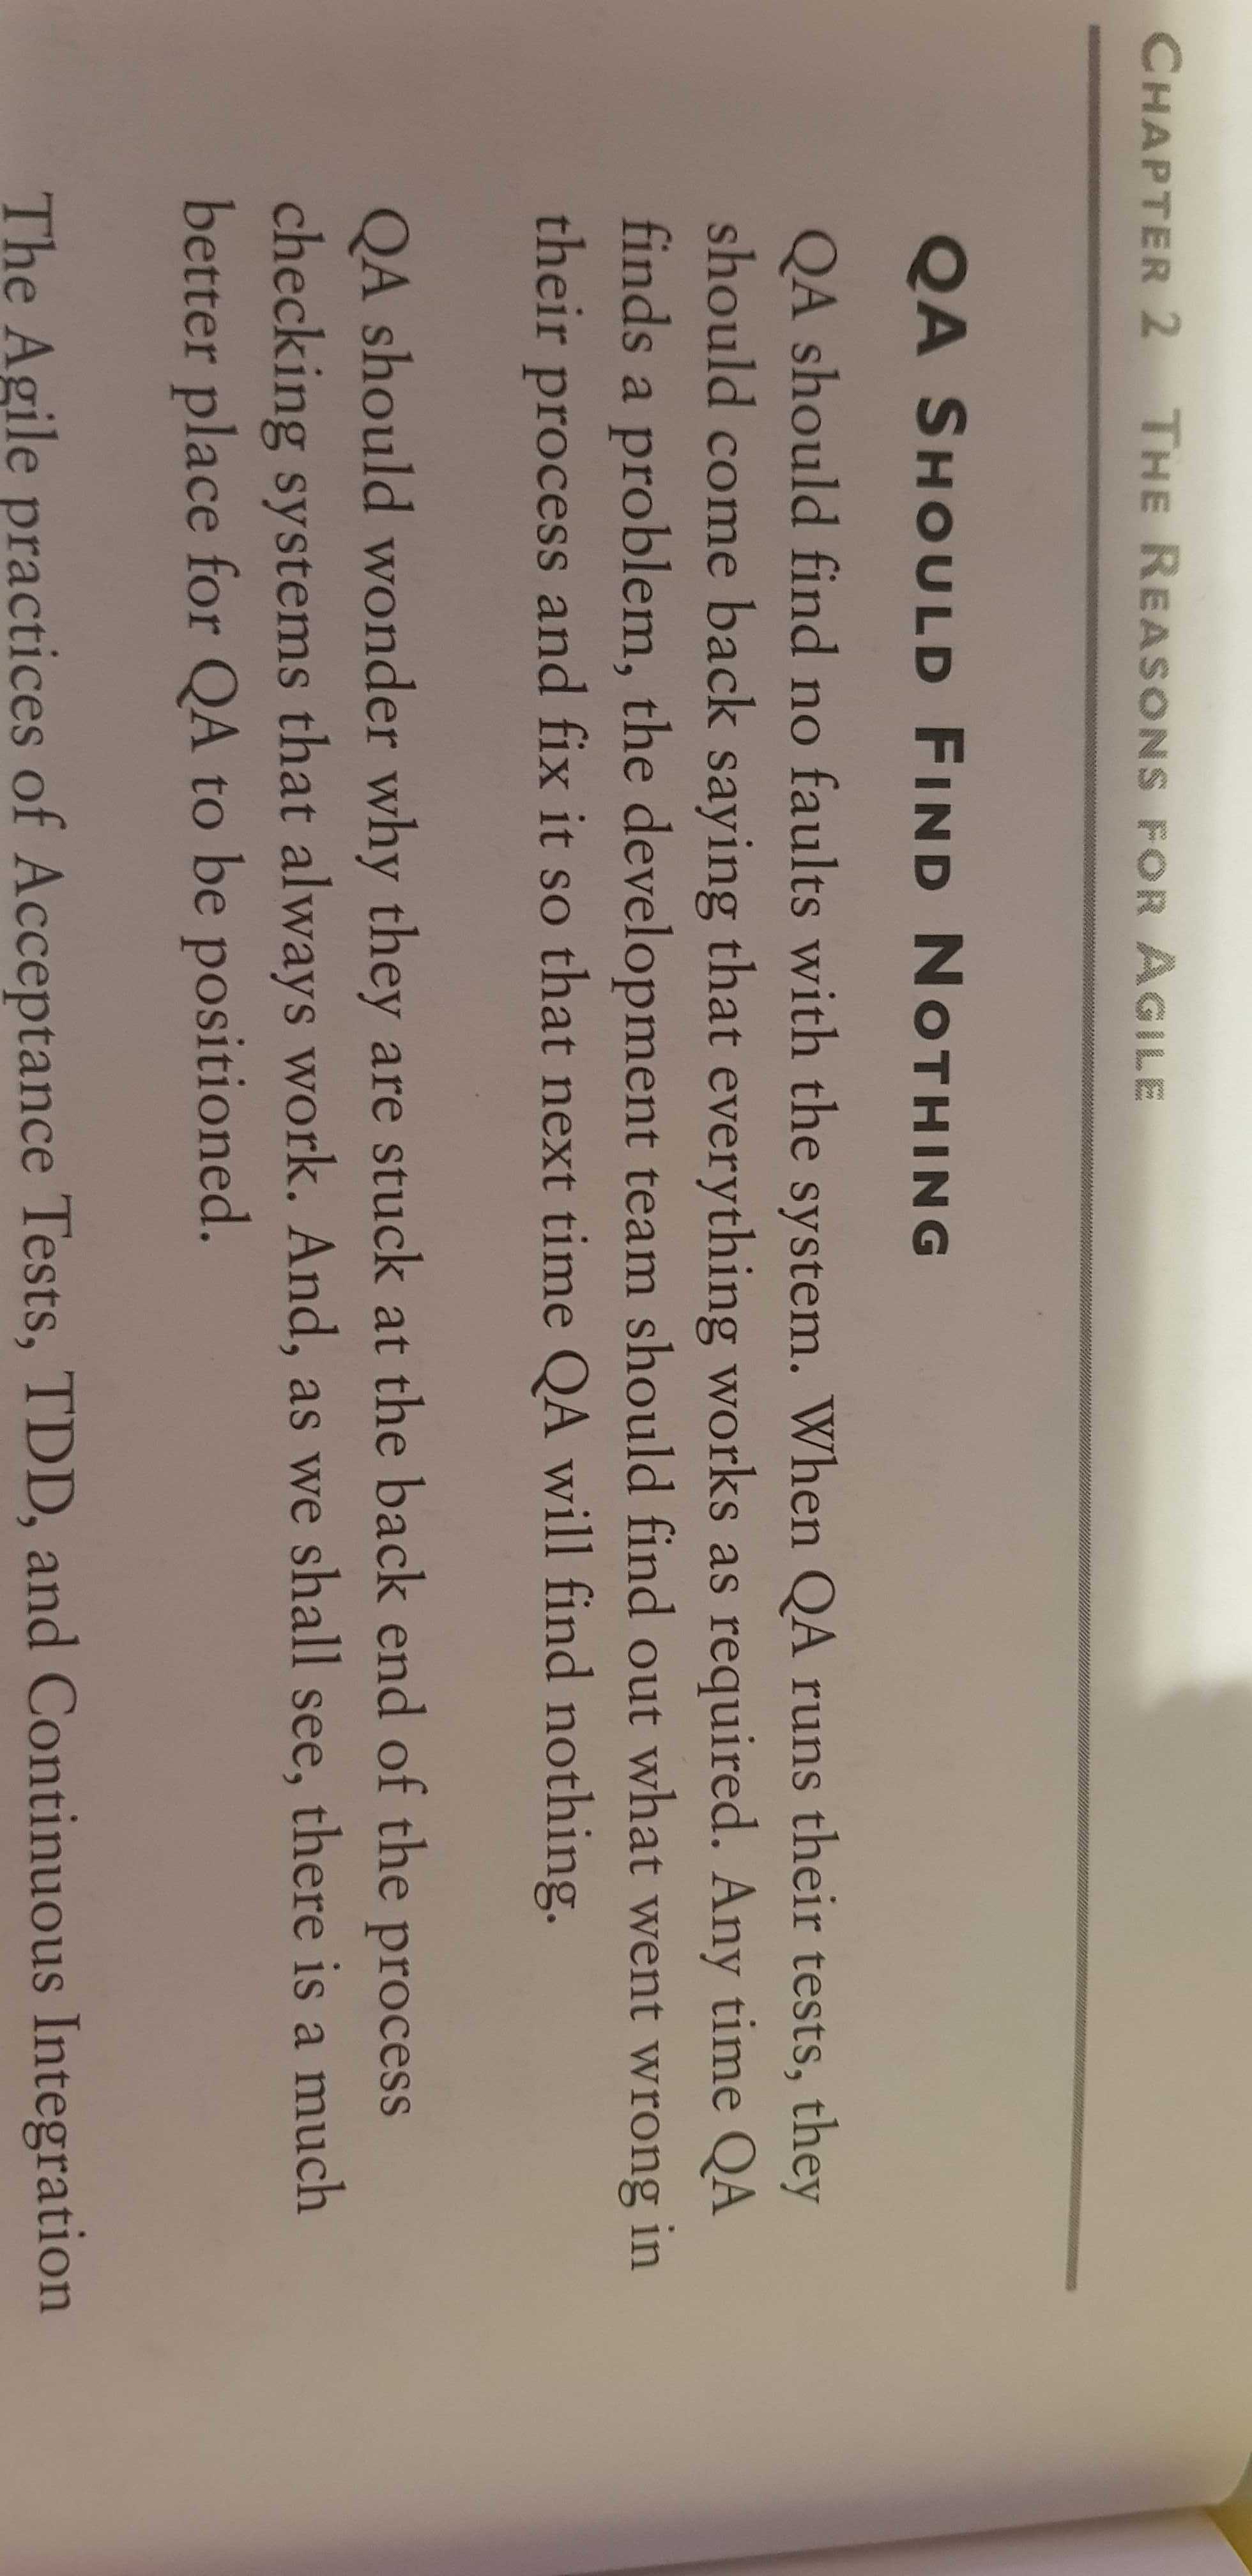 CHAPTER 2 THE REASONS FOR AGILE
QA SHOULD FIND NOTHING
QA should find no faults with the system. When QA runs their tests, they
should come back saying that everything works as required. Any time QA
finds a problem, the development team should find out what went wrong in
their process and fix it so that next time QA will find nothing.
QA should wonder why they are stuck at the back end of the process
checking systems that always work. And, as we shall see, there is a much
better place for QA to be positioned.
The Agile practices of Acceptance Tests, TDD, and Continuous Integration